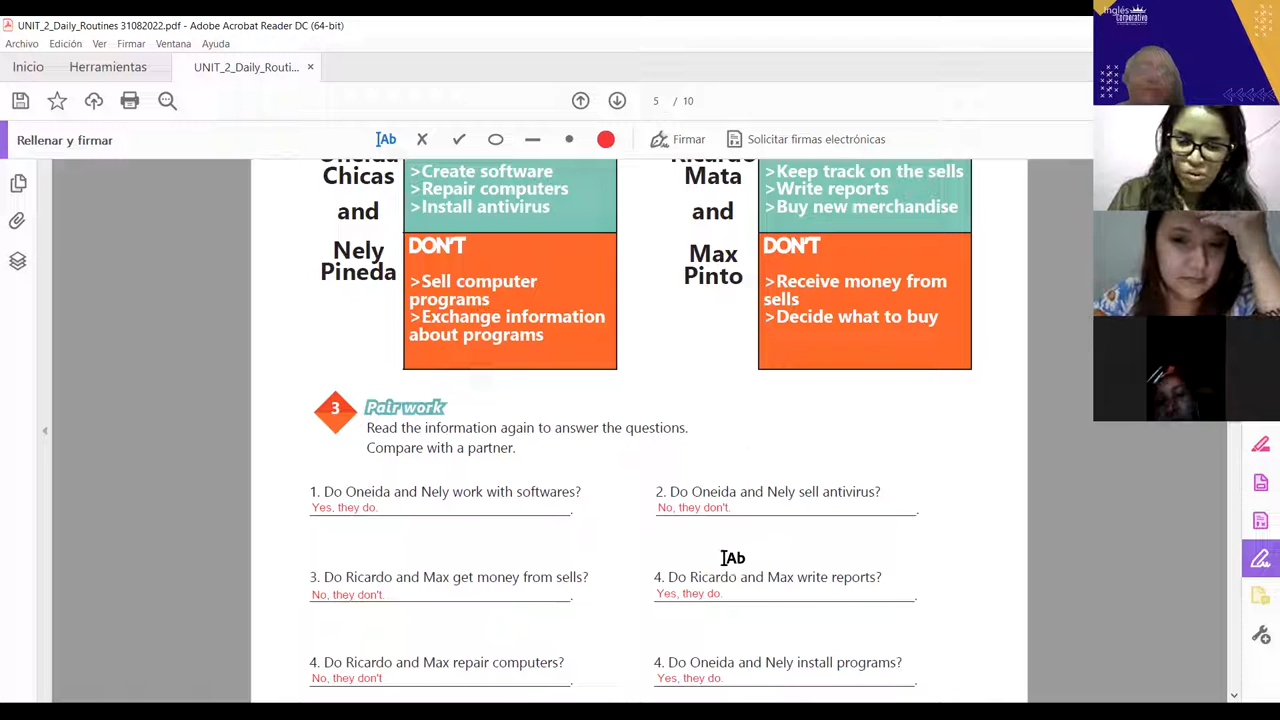 UNIT_2_Daily_Routines 31082022.pdf - Adobe Acrobat Reader DC (64-bit)
Archivo Edición Ver Firmar Ventana Ayuda
Inicio Herramientas UNIT_2_Daily_Routi... ×
5 / 10
Rellenar y firmar
Ab
Firmar
Solicitar firmas electrónicas
Inglés
Corporativo
Oneida
Chicas
and
Nely
Pineda
>Create software
>Repair computers
>Install antivirus
DON'T
>Sell computer
programs
>Exchange information
about programs
Ricardo
Mata
and
Max
Pinto
>Keep track on the sells
>Write reports
>Buy new merchandise
DON'T
>Receive money from
sells
>Decide what to buy
3
Pair work
Read the information again to answer the questions.
Compare with a partner.
1. Do Oneida and Nely work with softwares?
Yes, they do.
2. Do Oneida and Nely sell antivirus?
No, they don't.
Ab
3. Do Ricardo and Max get money from sells?
No, they don't.
4. Do Ricardo and Max write reports?
Yes, they do.
4. Do Ricardo and Max repair computers?
No, they don't
4. Do Oneida and Nely install programs?
Yes, they do.